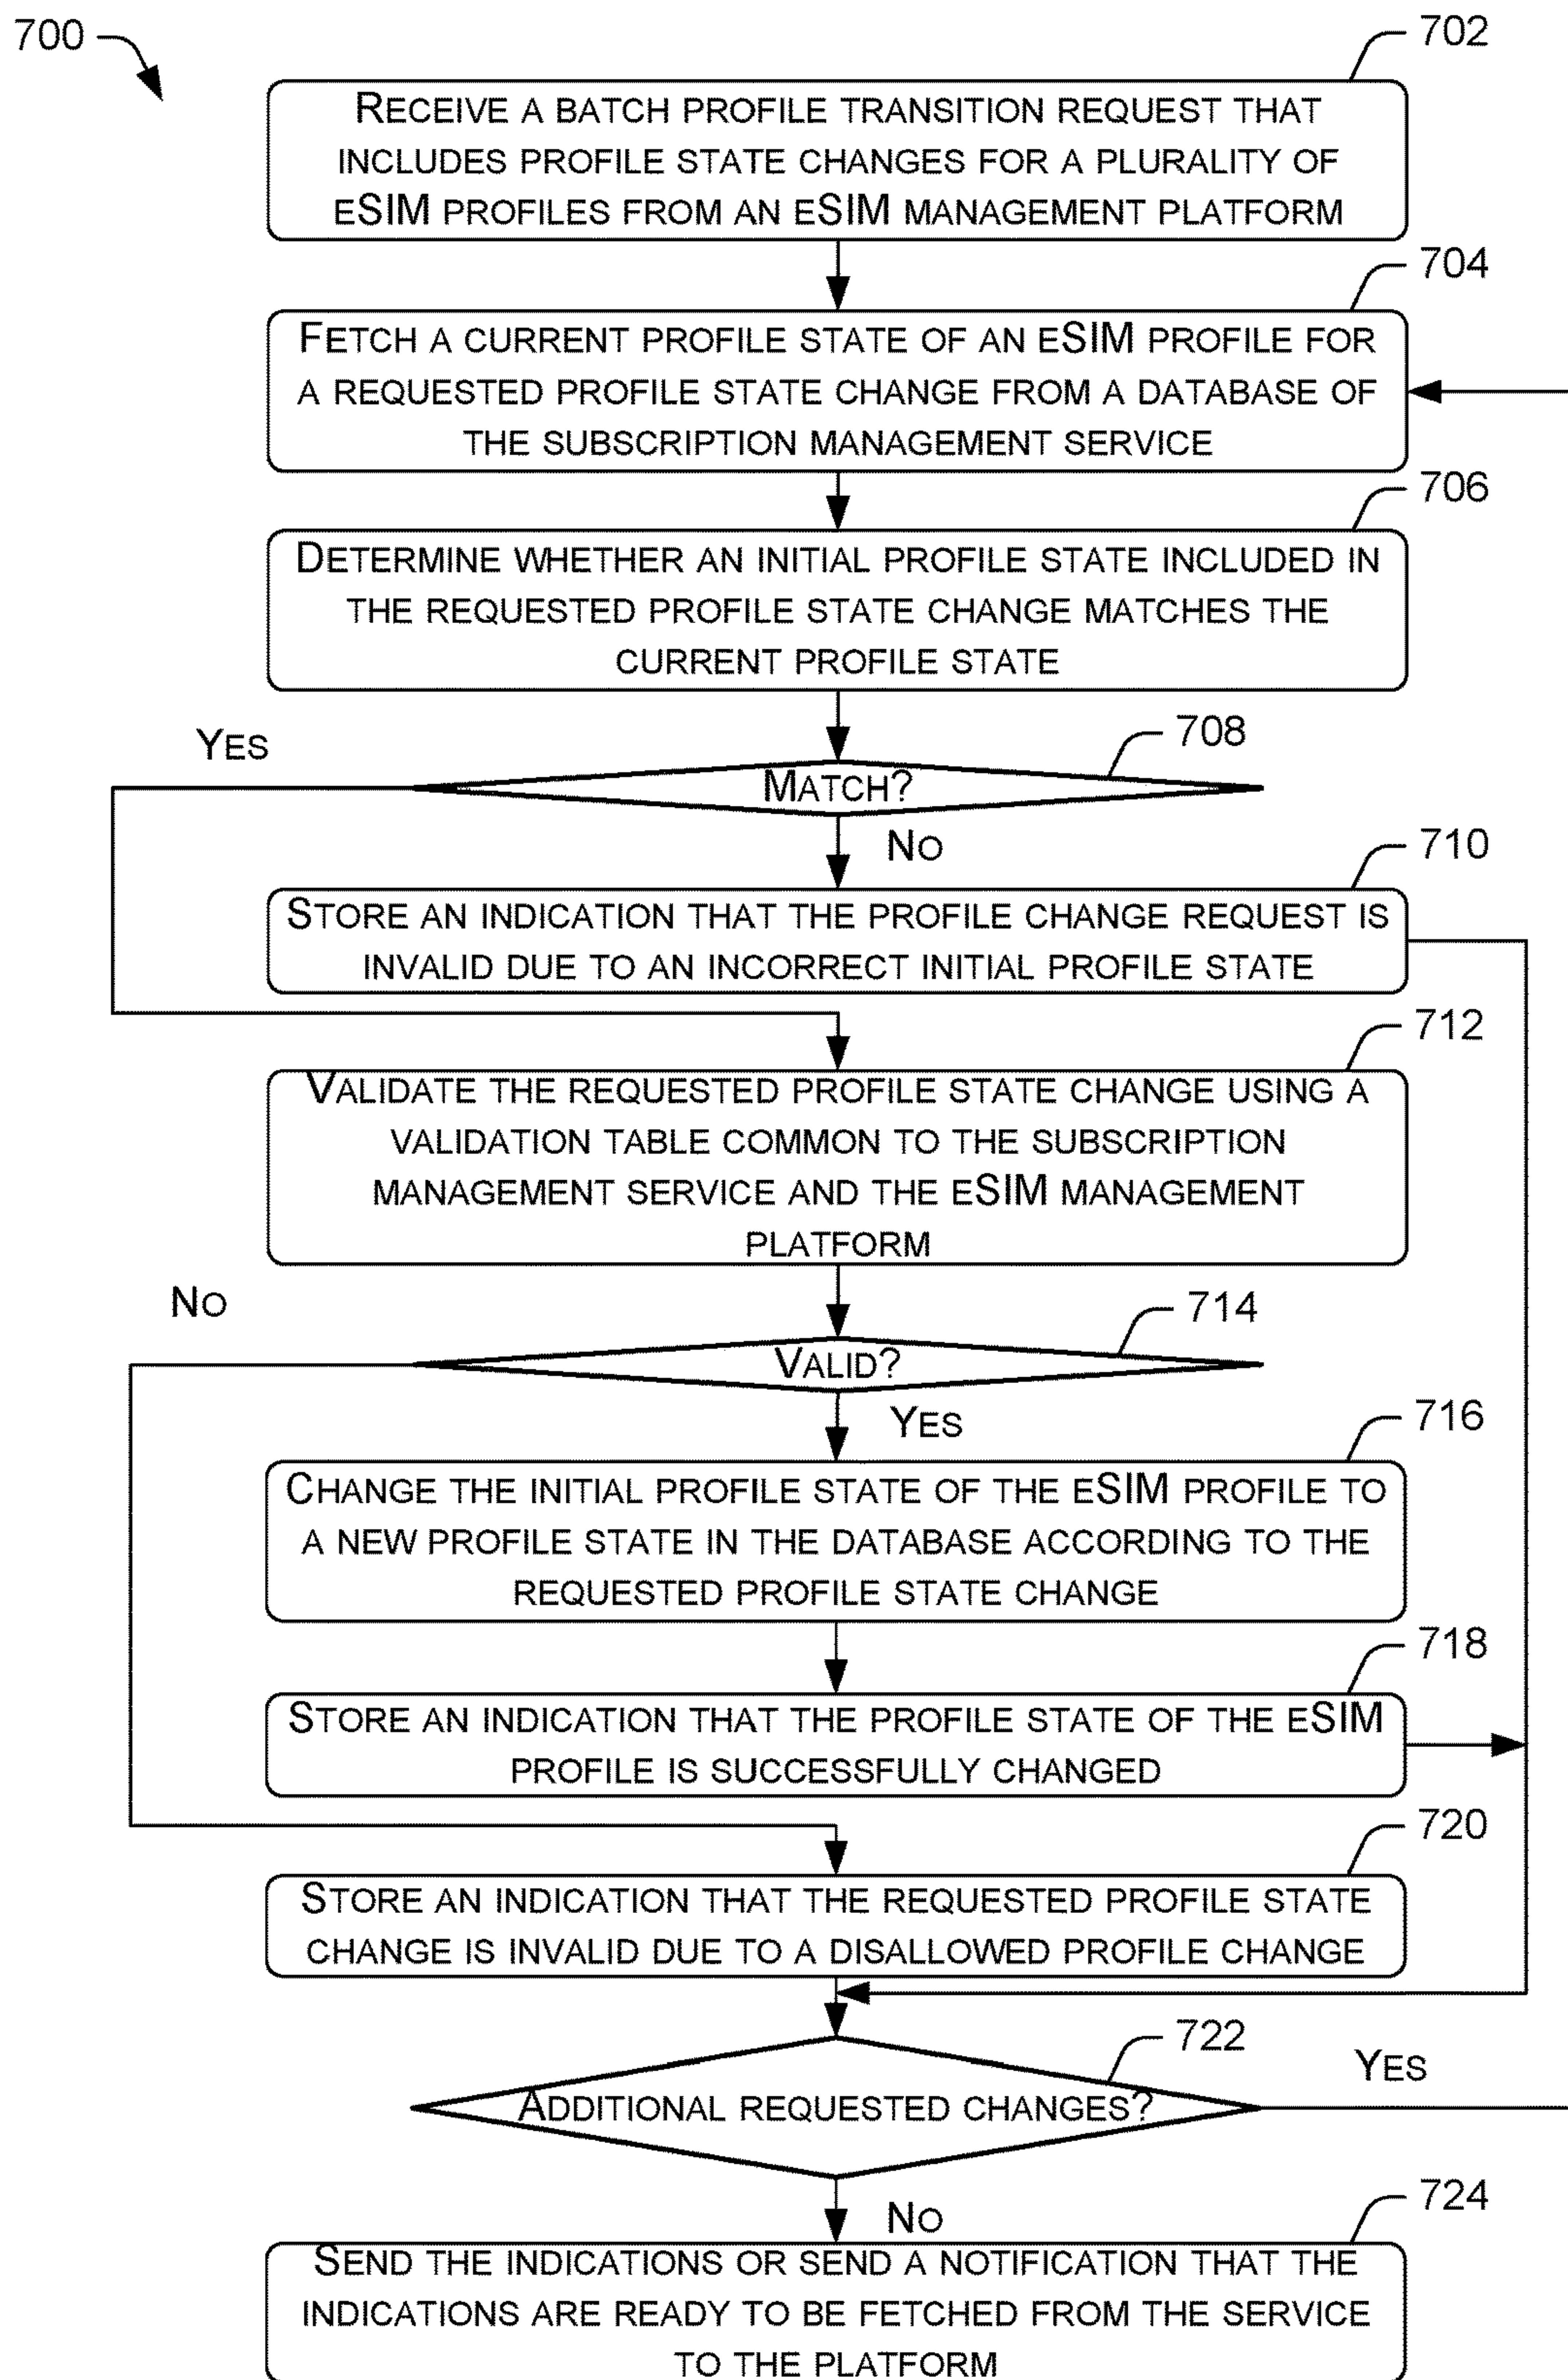 700
702
RECEIVE A BATCH PROFILE TRANSITION REQUEST THAT
INCLUDES PROFILE STATE CHANGES FOR A PLURALITY OF
eSIM PROFILES FROM AN eSIM MANAGEMENT PLATFORM
704
FETCH A CURRENT PROFILE STATE OF AN eSIM PROFILE FOR
A REQUESTED PROFILE STATE CHANGE FROM A DATABASE OF
THE SUBSCRIPTION MANAGEMENT SERVICE
706
DETERMINE WHETHER AN INITIAL PROFILE STATE INCLUDED IN
THE REQUESTED PROFILE STATE CHANGE MATCHES THE
CURRENT PROFILE STATE
YES
708
MATCH?
NO
710
STORE AN INDICATION THAT THE PROFILE CHANGE REQUEST IS
INVALID DUE TO AN INCORRECT INITIAL PROFILE STATE
712
VALIDATE THE REQUESTED PROFILE STATE CHANGE USING A
VALIDATION TABLE COMMON TO THE SUBSCRIPTION
MANAGEMENT SERVICE AND THE eSIM MANAGEMENT
PLATFORM
NO
714
VALID?
YES
716
CHANGE THE INITIAL PROFILE STATE OF THE eSIM PROFILE TO
A NEW PROFILE STATE IN THE DATABASE ACCORDING TO THE
REQUESTED PROFILE STATE CHANGE
718
STORE AN INDICATION THAT THE PROFILE STATE OF THE eSIM
PROFILE IS SUCCESSFULLY CHANGED
720
STORE AN INDICATION THAT THE REQUESTED PROFILE STATE
CHANGE IS INVALID DUE TO A DISALLOWED PROFILE CHANGE
722
YES
ADDITIONAL REQUESTED CHANGES?
NO
724
SEND THE INDICATIONS OR SEND A NOTIFICATION THAT THE
INDICATIONS ARE READY TO BE FETCHED FROM THE SERVICE
TO THE PLATFORM